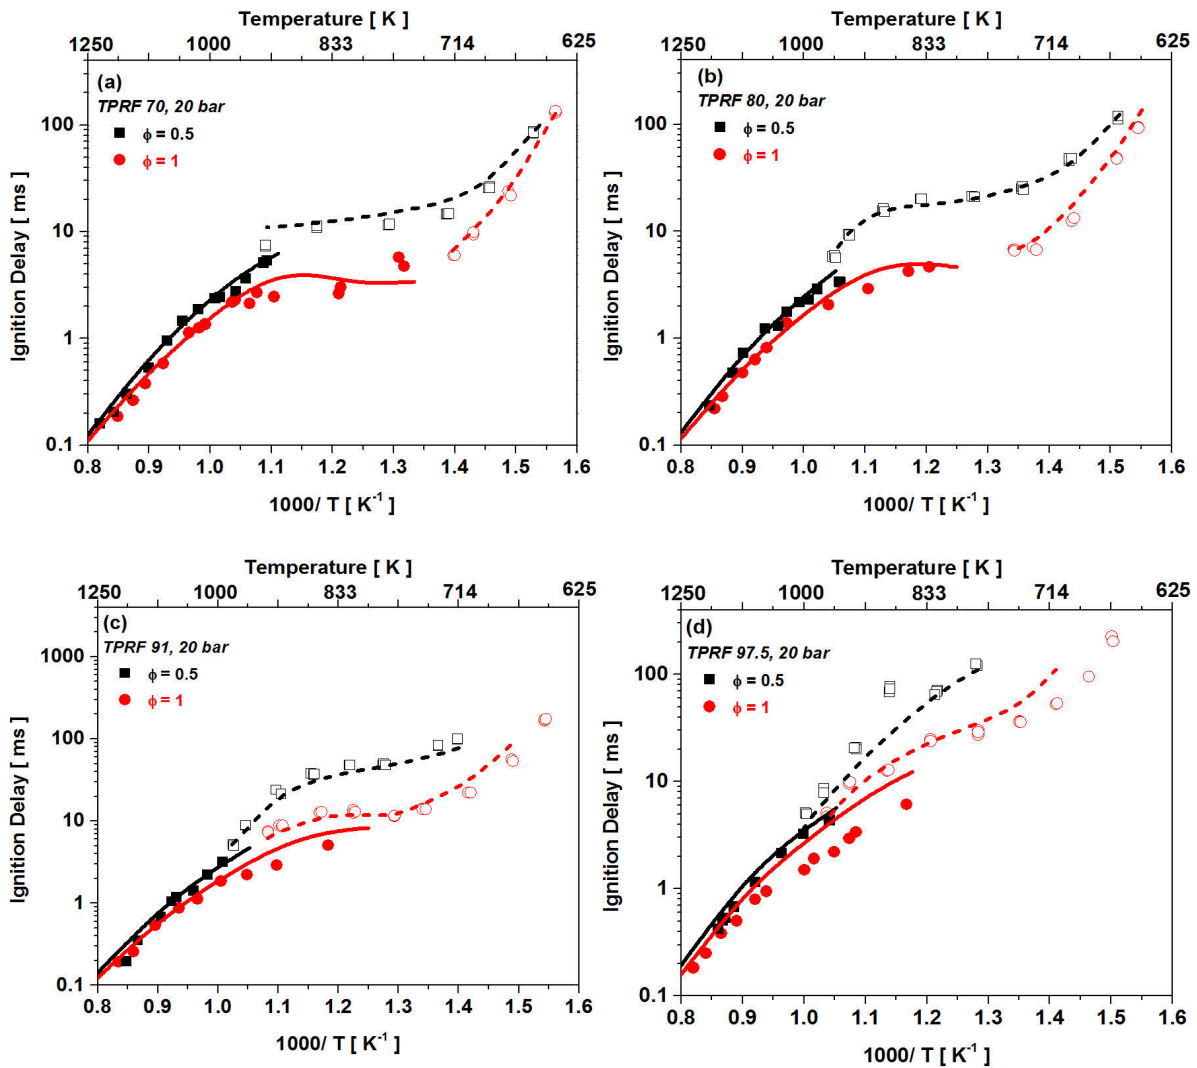 Temperature [ K ]
1250 1000 833 714 625
(a)
TPRF 70, 20 bar
ϕ = 0.5
ϕ = 1
100
10
1
0.1
Ignition Delay [ ms ]
0.8 0.9 1.0 1.1 1.2 1.3 1.4 1.5 1.6
1000/ T [ K-1 ]
Temperature [ K ]
1250 1000 833 714 625
(b)
TPRF 80, 20 bar
ϕ = 0.5
ϕ = 1
100
10
1
0.1
Ignition Delay [ ms ]
0.8 0.9 1.0 1.1 1.2 1.3 1.4 1.5 1.6
1000/ T [ K-1 ]
Temperature [ K ]
1250 1000 833 714 625
(c)
TPRF 91, 20 bar
ϕ = 0.5
ϕ = 1
1000
100
10
1
0.1
Ignition Delay [ ms ]
0.8 0.9 1.0 1.1 1.2 1.3 1.4 1.5 1.6
1000/ T [ K-1 ]
Temperature [ K ]
1250 1000 833 714 625
(d)
TPRF 97.5, 20 bar
ϕ = 0.5
ϕ = 1
100
10
1
0.1
Ignition Delay [ ms ]
0.8 0.9 1.0 1.1 1.2 1.3 1.4 1.5 1.6
1000/ T [ K-1 ]